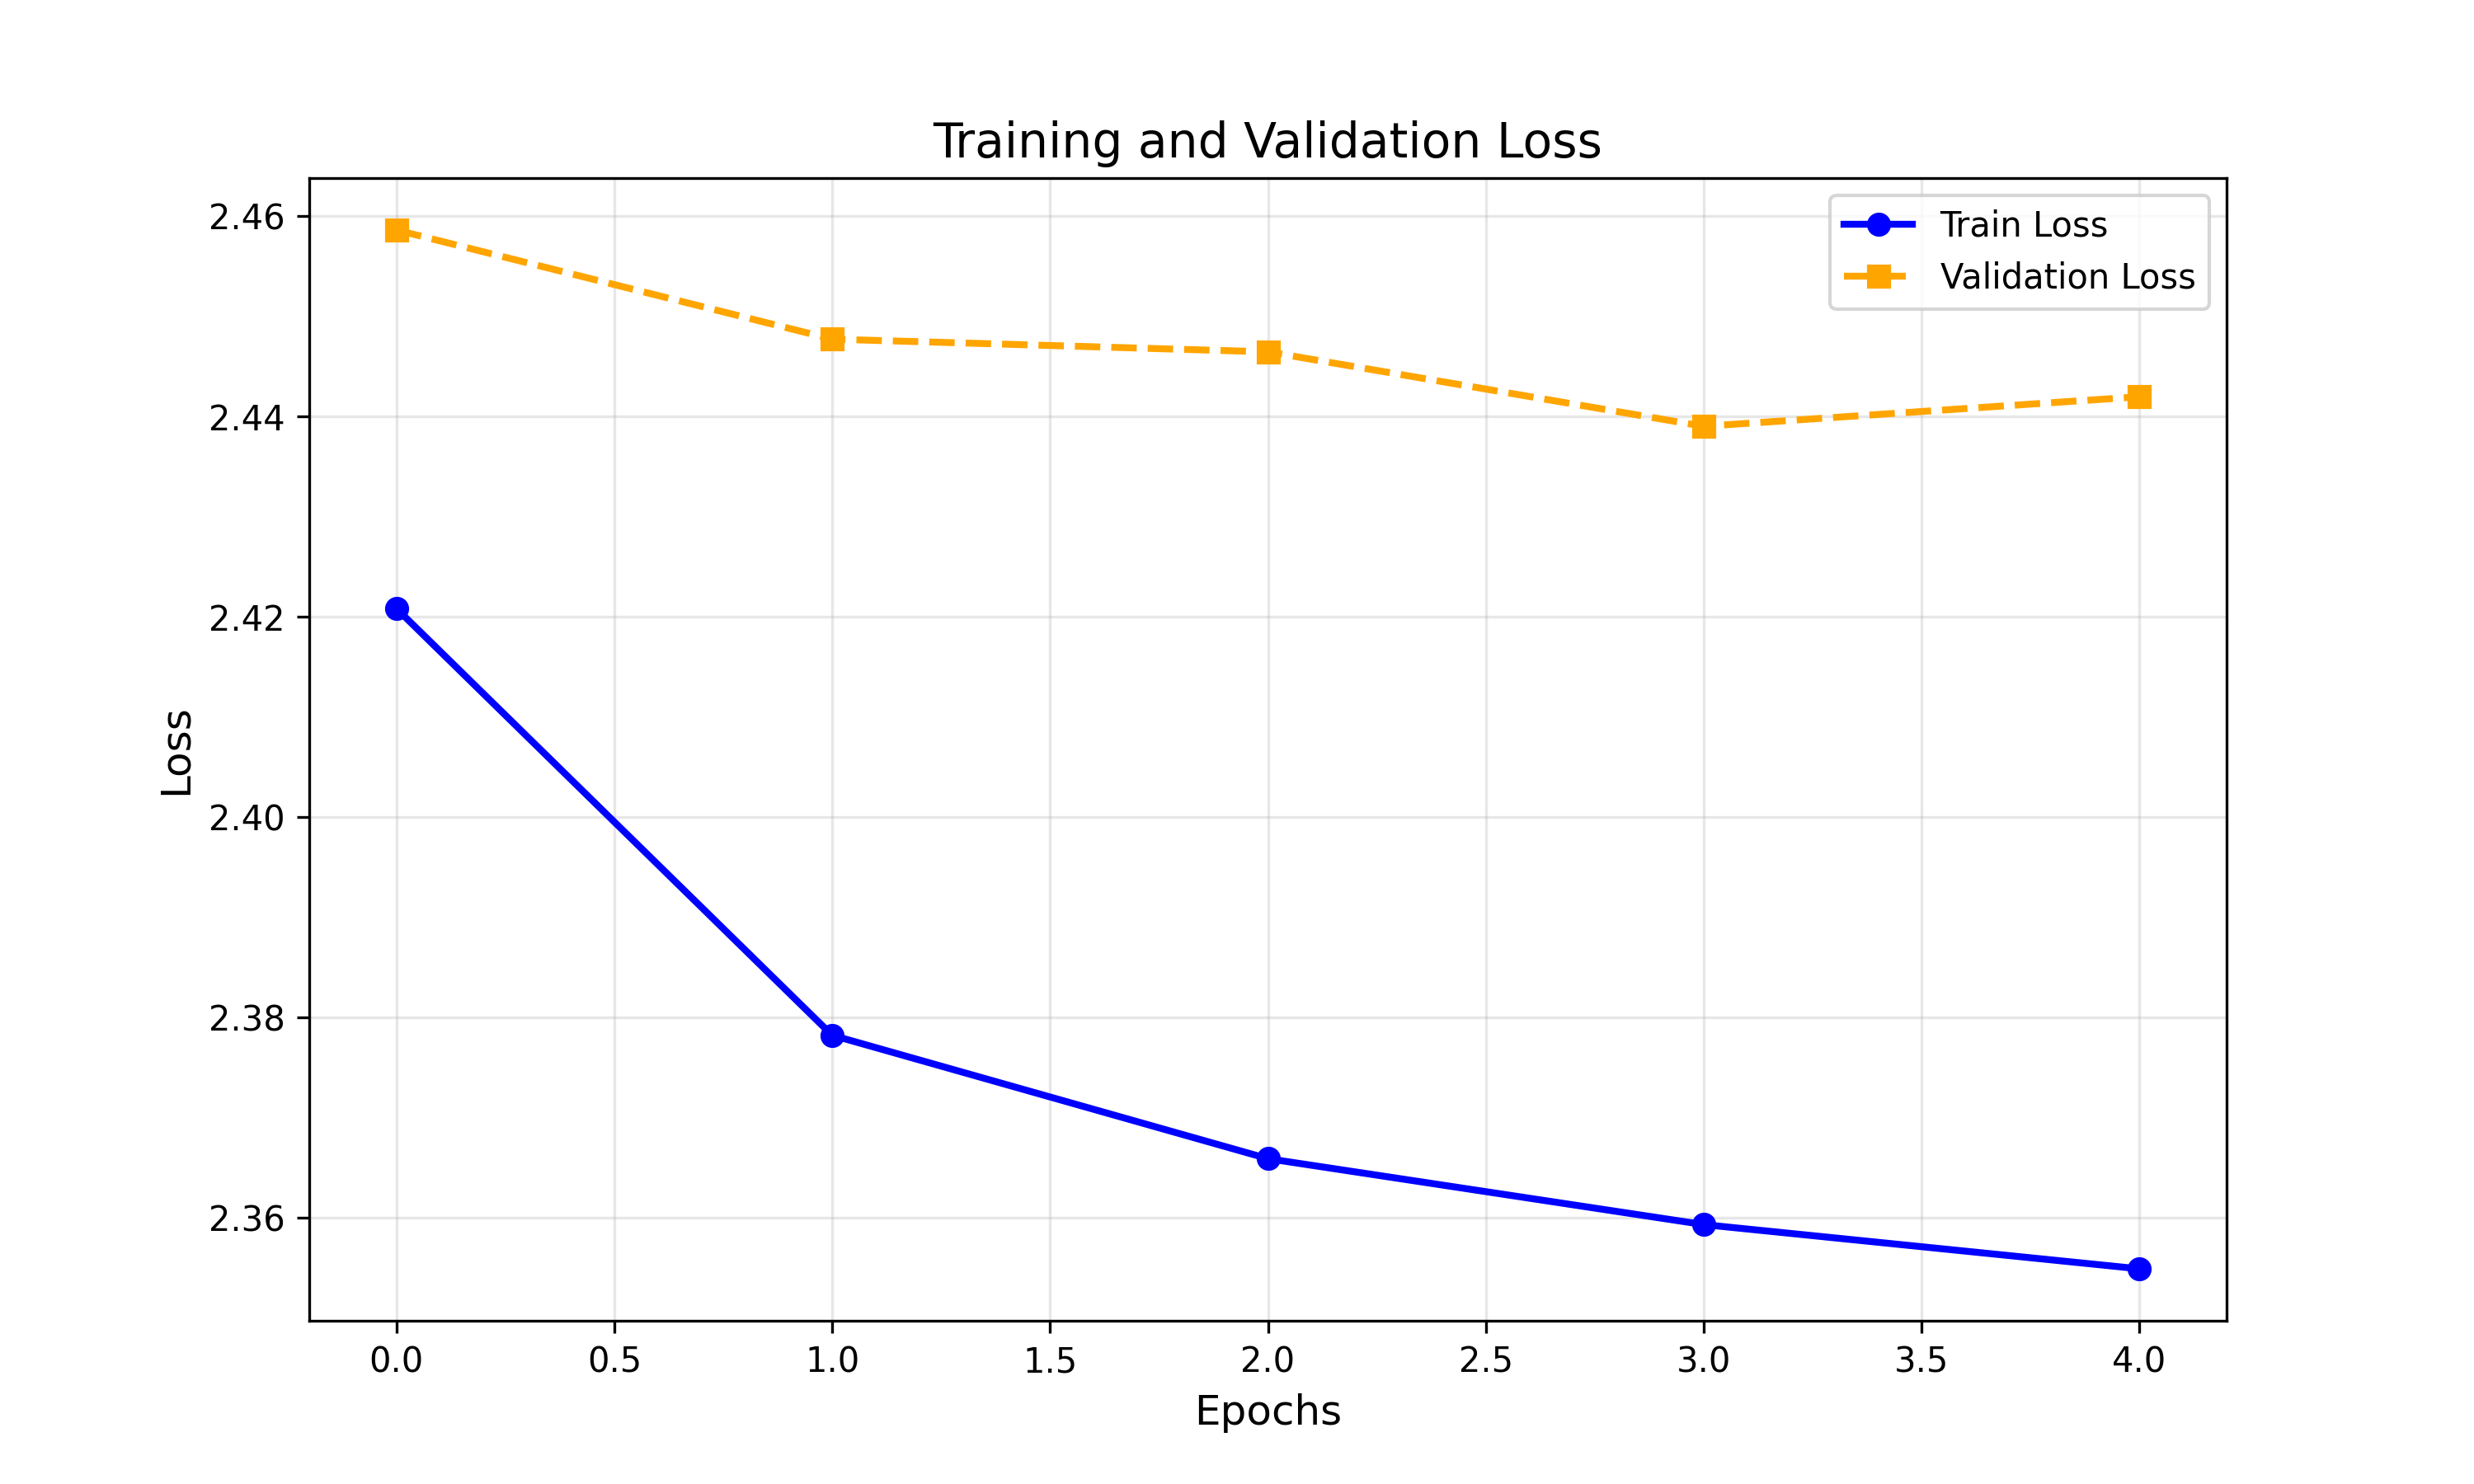 Training and Validation Loss
Train Loss
Validation Loss
2.46
2.44
2.42
2.40
2.38
2.36
Loss
0.0 0.5 1.0 1.5 2.0 2.5 3.0 3.5 4.0
Epochs